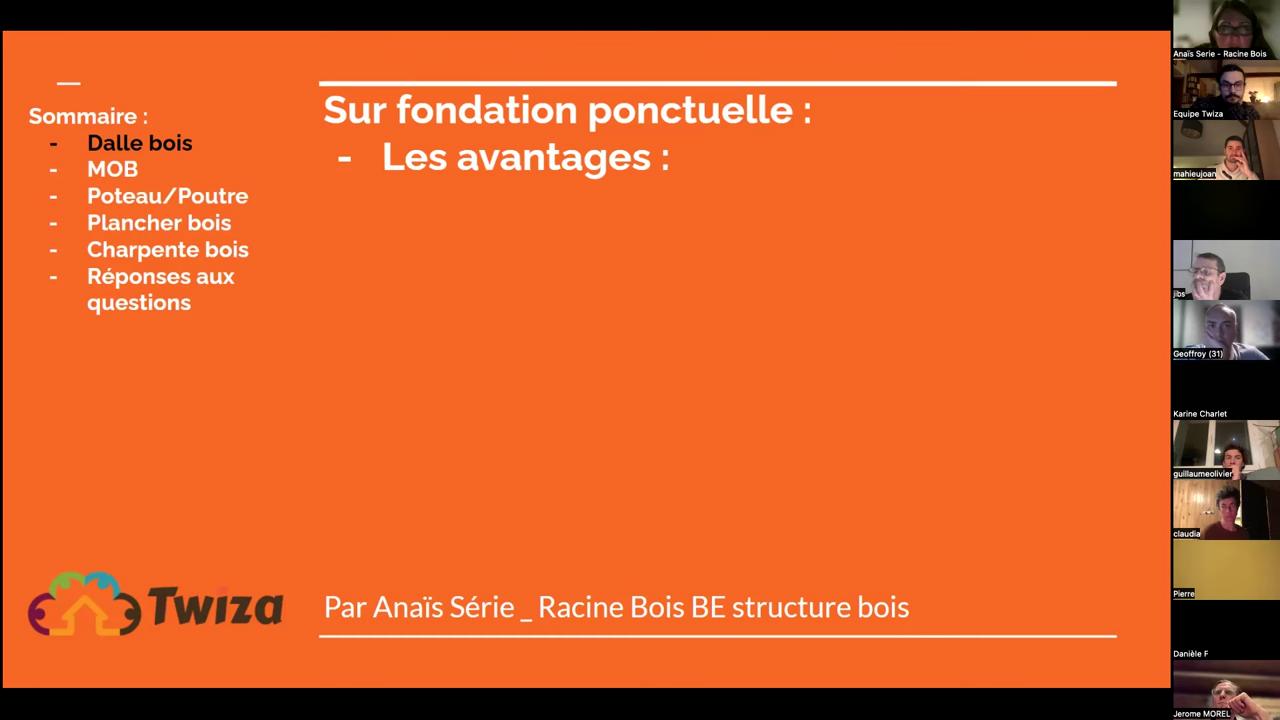 Sommaire :
- Dalle bois
- MOB
- Poteau/Poutre
- Plancher bois
- Charpente bois
- Réponses aux
questions
Sur fondation ponctuelle :
- Les avantages :
Twiza
Par Anaïs Série _ Racine Bois BE structure bois
Anaïs Serie - Racine Bois
Equipe Twiza
mahieujoan
jibs
Geoffroy (31)
Karine Charlet
guillaumeolivier
claudia
Pierre
Danièle F
Jerome MOREL